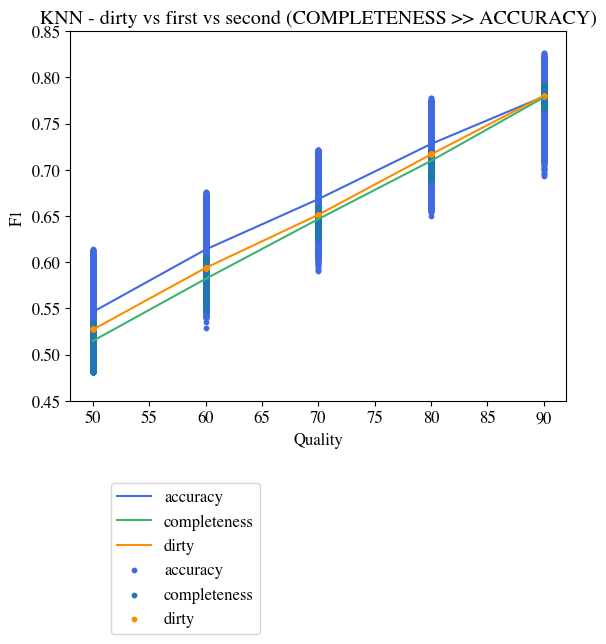 KNN - dirty vs first vs second (COMPLETENESS >> ACCURACY)
0.85
0.80
0.75
0.70
0.65
0.60
0.55
0.50
0.45
F1
50 55 60 65 70 75 80 85 90
Quality
accuracy
completeness
dirty
accuracy
completeness
dirty